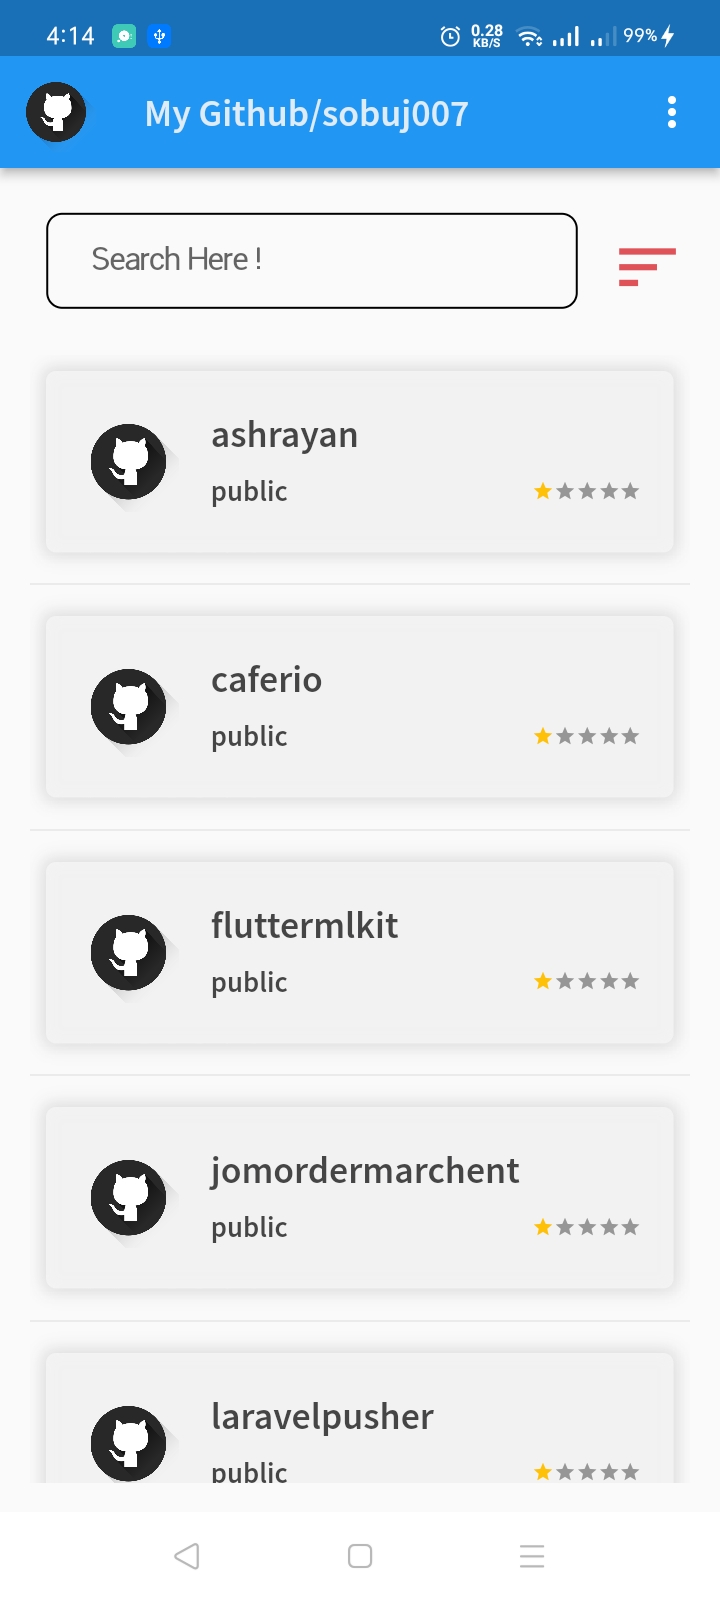 4:14
0.28
KB/S
99%
My Github/sobuj007
Search Here !
ashrayan
public
caferio
public
fluttermlkit
public
jomordermarchent
public
laravelpusher
public